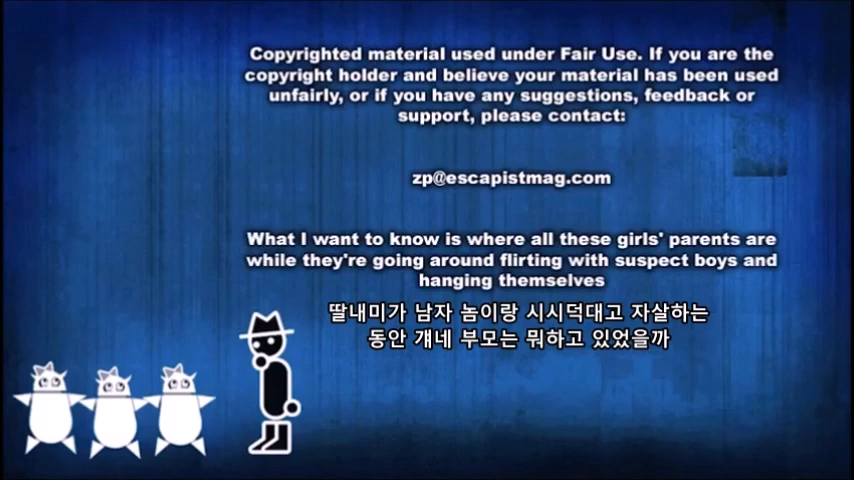 Copyrighted material used under Fair Use. If you are the
copyright holder and believe your material has been used
unfairly, or if you have any suggestions, feedback or
support, please contact:
zp@escapistmag.com
What I want to know is where all these girls' parents are
while they're going around flirting with suspect boys and
hanging themselves
딸내미가 남자 놈이랑 시시덕대고 자살하는
동안 걔네 부모는 뭐하고 있었을까